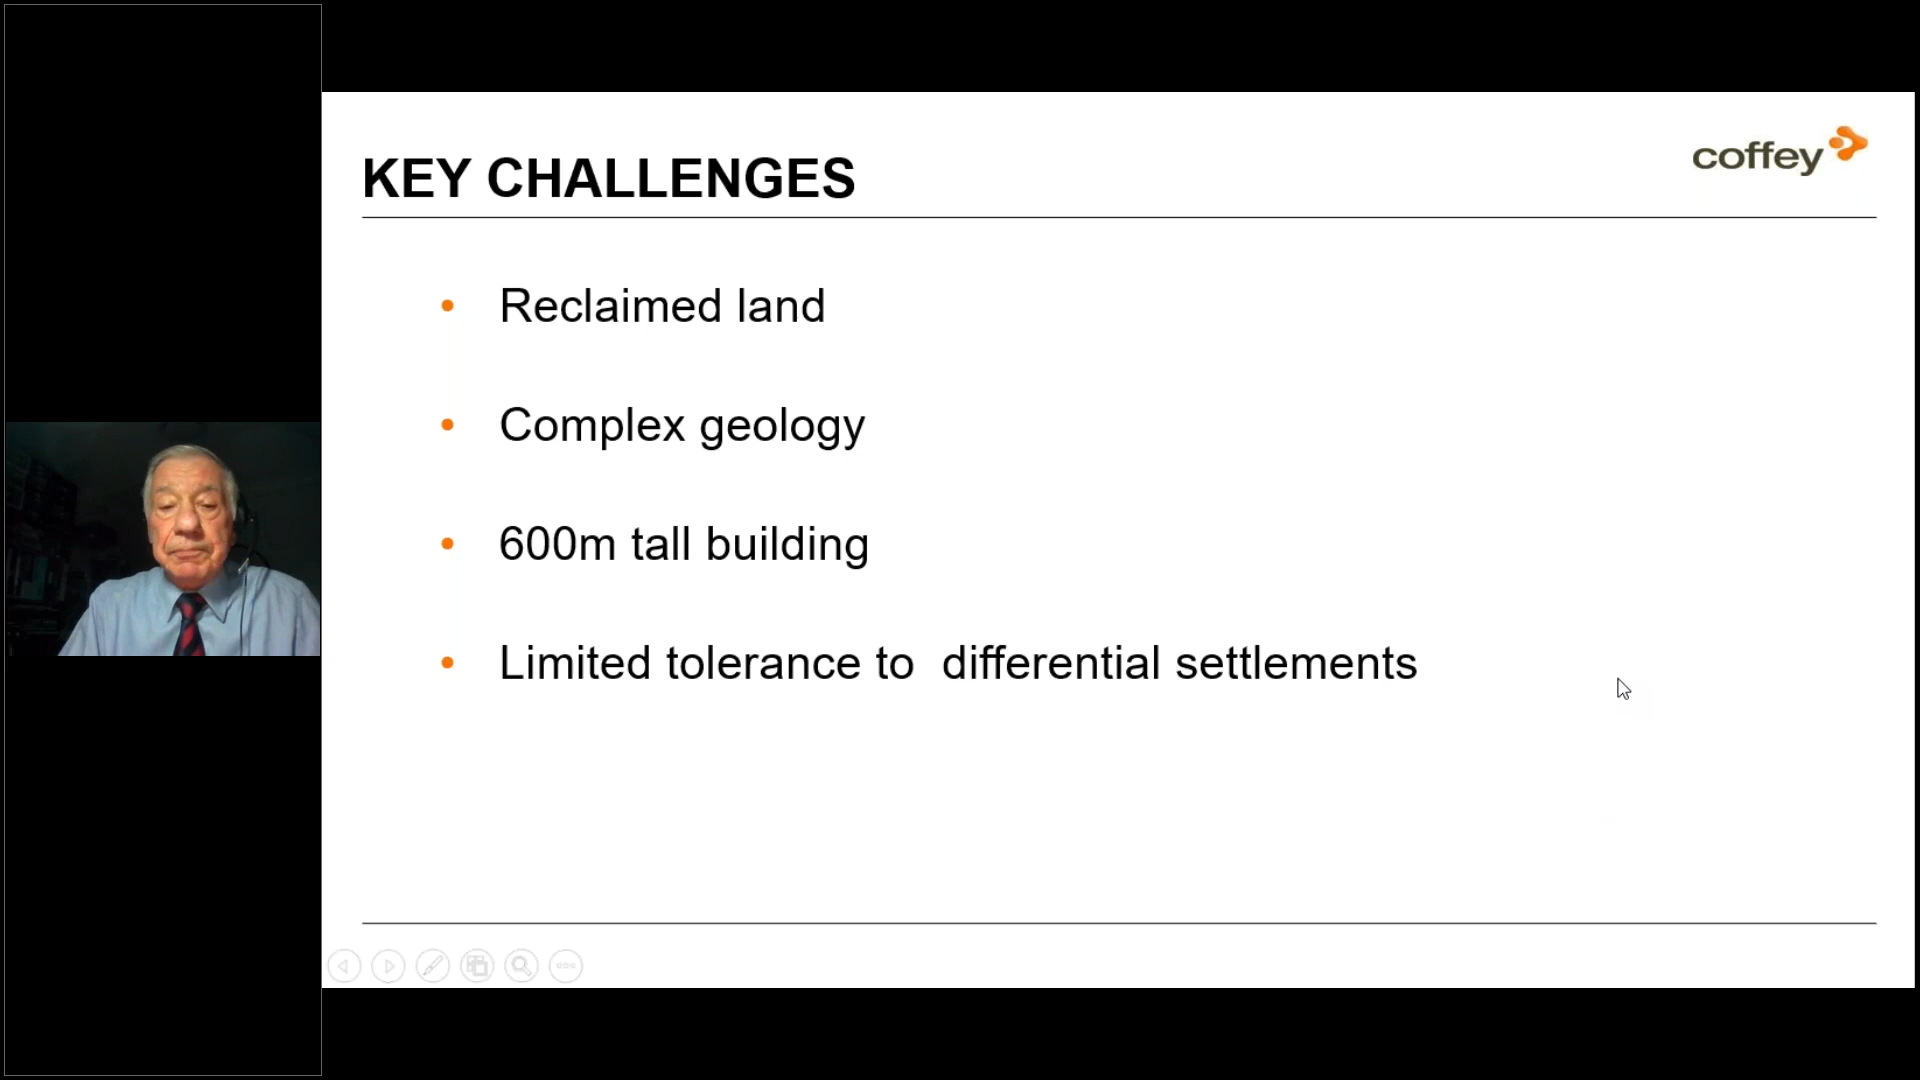 KEY CHALLENGES
coffey
• Reclaimed land
• Complex geology
• 600m tall building
• Limited tolerance to  differential settlements